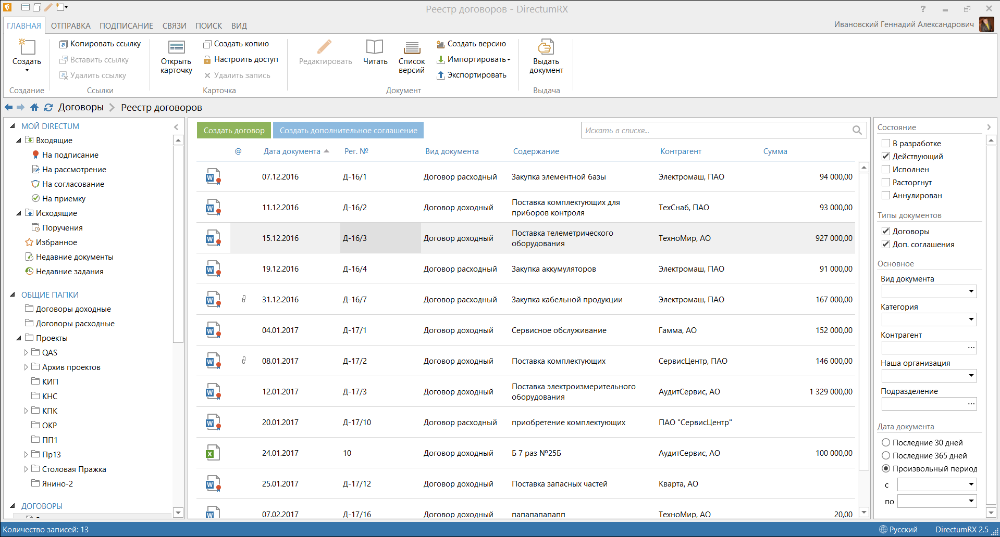 Реестр договоров - DirectumRX
?
ГЛАВНАЯ ОТПРАВКА ПОДПИСАНИЕ СВЯЗИ ПОИСК ВИД
Ивановский Геннадий Александрович
Создать
Создание
Копировать ссылку
Вставить ссылку
Удалить ссылку
Ссылки
Открыть
карточку
Создать копию
Настроить доступ
Удалить запись
Карточка
Редактировать
Читать
Список
версий
Создать версию
Импортировать
Экспортировать
Документ
Выдать
документ
Выдача
Договоры Реестр договоров
МОЙ DIRECTUM
Входящие
На подписание
На рассмотрение
На согласование
На приемку
Исходящие
Поручения
Избранное
Недавние документы
Недавние задания
ОБЩИЕ ПАПКИ
Договоры доходные
Договоры расходные
Проекты
QAS
Архив проектов
КИП
КНС
КПК
ОКР
ПП1
Пр13
Столовая Пражка
Янино-2
ДОГОВОРЫ
Создать договор Создать дополнительное соглашение
Искать в списке...
@ Дата документа Рег. № Вид документа Содержание Контрагент Сумма
07.12.2016 Д-16/1 Договор расходный Закупка элементной базы Электромаш, ПАО 94 000,00
11.12.2016 Д-16/2 Договор доходный Поставка комплектующих для
приборов контроля ТехСнаб, ПАО 93 000,00
15.12.2016 Д-16/3 Договор доходный Поставка телеметрического
оборудования ТехноМир, АО 927 000,00
19.12.2016 Д-16/4 Договор расходный Закупка аккумуляторов Электромаш, ПАО 91 000,00
31.12.2016 Д-16/7 Договор расходный Закупка кабельной продукции Электромаш, ПАО 167 000,00
04.01.2017 Д-17/1 Договор доходный Сервисное обслуживание Гамма, АО 152 000,00
08.01.2017 Д-17/2 Договор доходный Поставка комплектующих СервисЦентр, ПАО 146 000,00
12.01.2017 Д-17/3 Договор доходный Поставка электроизмерительного
оборудования АудитСервис, АО 1 329 000,00
20.01.2017 Д-17/10 Договор расходный приобретение комплектующих ПАО "СервисЦентр"
24.01.2017 10 Договор доходный Б 7 раз №25Б АудитСервис, АО 100 000,00
25.01.2017 Д-17/12 Договор доходный Поставка запасных частей Кварта, АО
07.02.2017 Д-17/16 Договор доходный папапапапапп ТехноМир, АО 20,00
Состояние
В разработке
Действующий
Исполнен
Расторгнут
Аннулирован
Типы документов
Договоры
Доп. соглашения
Основное
Вид документа
Категория
Контрагент
...
Наша организация
Подразделение
...
Дата документа
Последние 30 дней
Последние 365 дней
Произвольный период
с
по
Количество записей: 13
Русский
DirectumRX 2.5